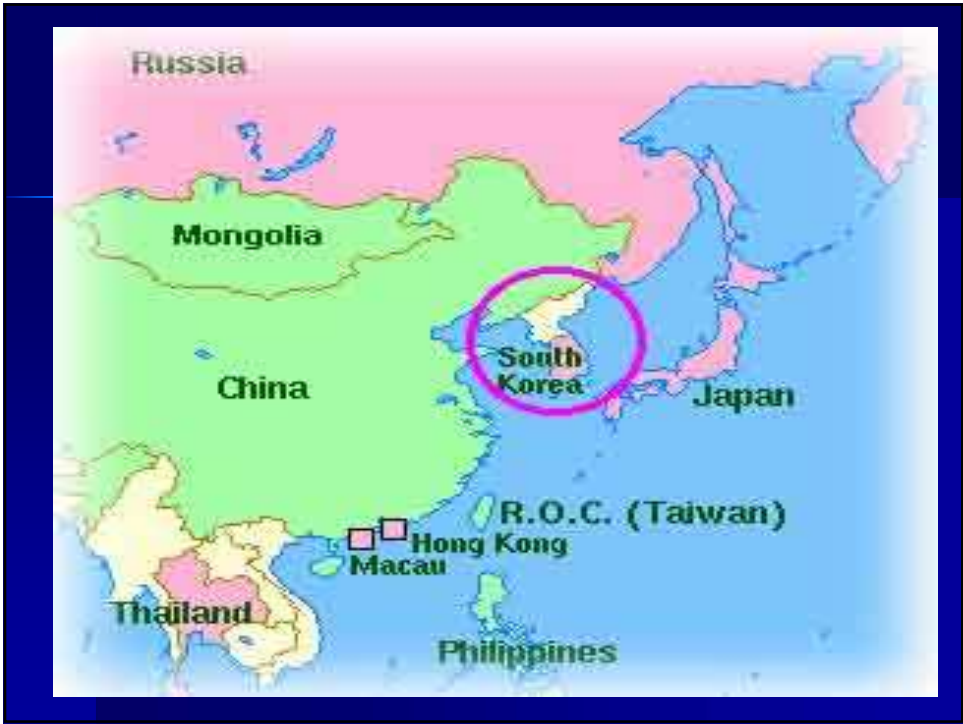 Russia
Mongolia
South
Korea
China
Japan
R.O.C. (Taiwan)
Hong Kong
Macau
Thailand
Philippines